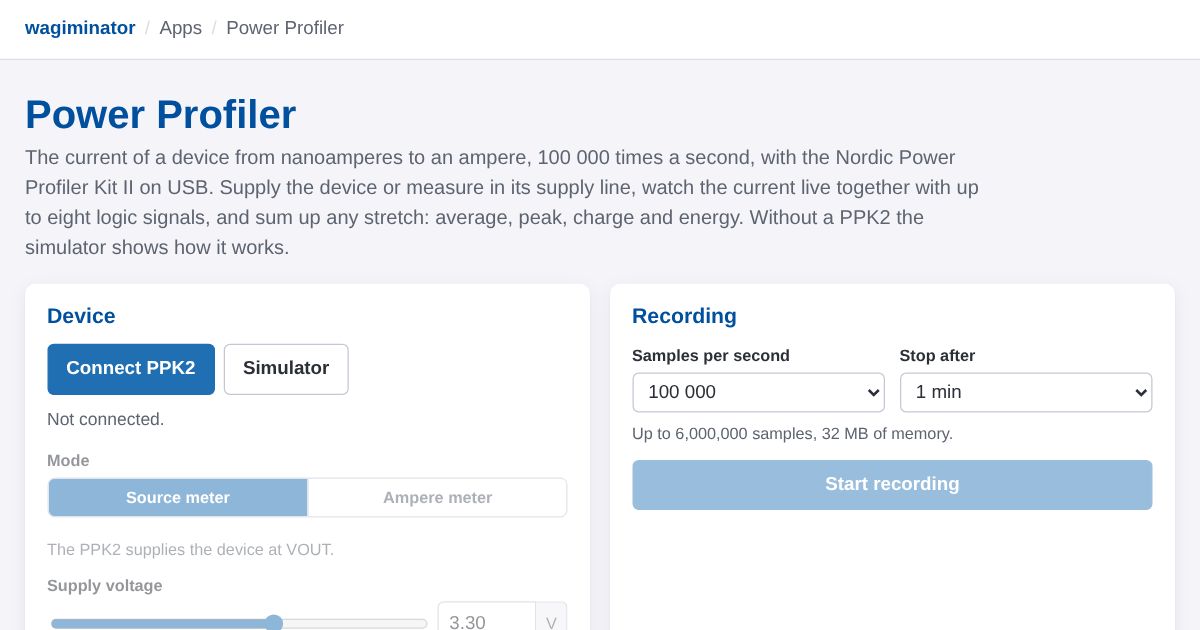 wagiminator / Apps / Power Profiler
Power Profiler
The current of a device from nanoamperes to an ampere, 100 000 times a second, with the Nordic Power
Profiler Kit II on USB. Supply the device or measure in its supply line, watch the current live together with up
to eight logic signals, and sum up any stretch: average, peak, charge and energy. Without a PPK2 the
simulator shows how it works.
Device
Connect PPK2 Simulator
Not connected.
Mode
Source meter Ampere meter
The PPK2 supplies the device at VOUT.
Supply voltage
3.30 V
Recording
Samples per second Stop after
100 000 1 min
Up to 6,000,000 samples, 32 MB of memory.
Start recording